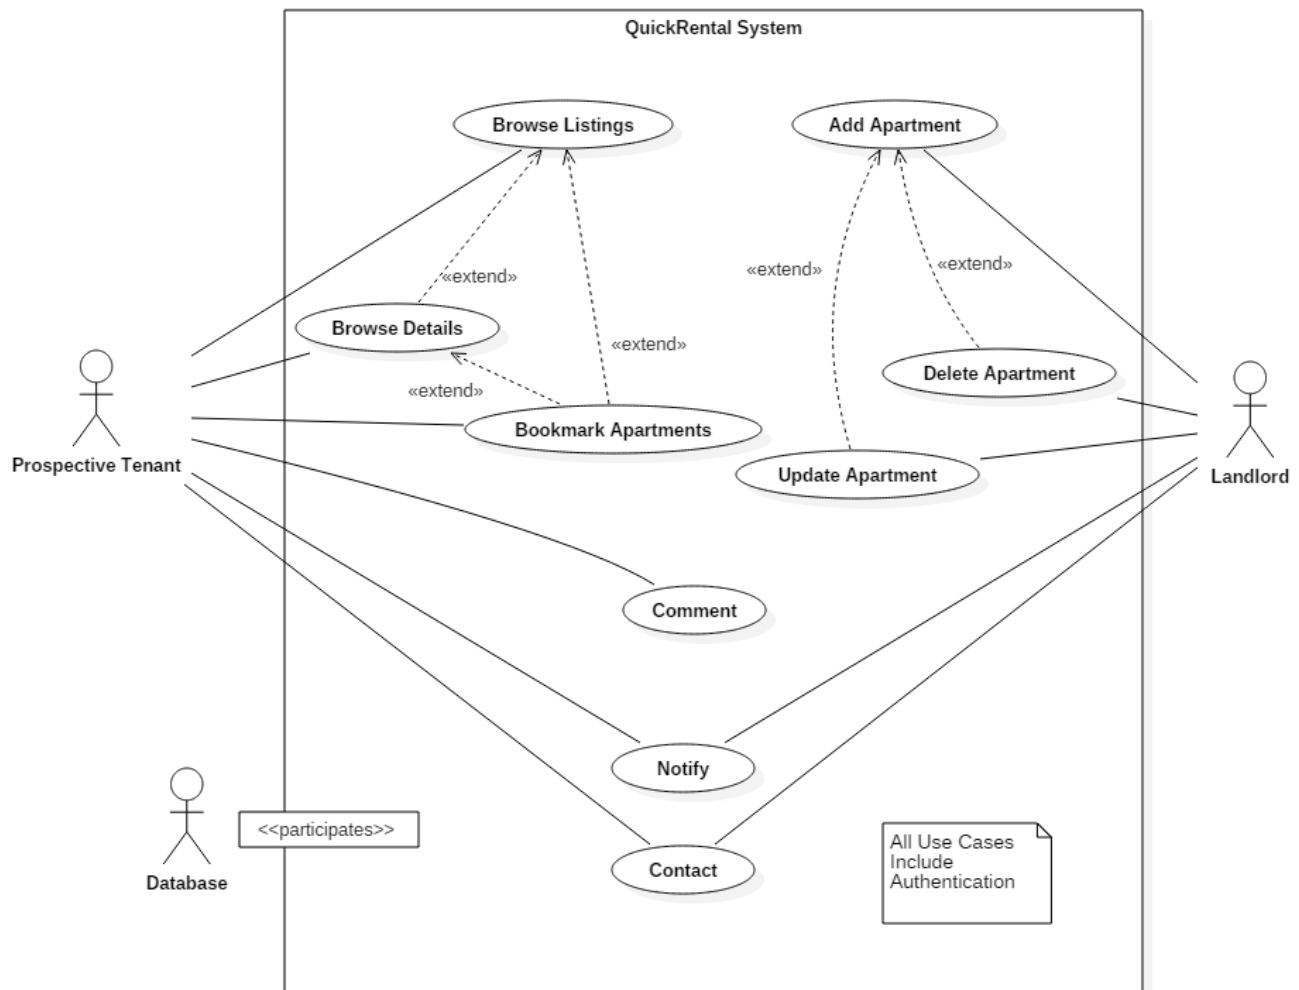 QuickRental System
Browse Listings
Add Apartment
«extend»
«extend»
«extend»
Browse Details
«extend»
Delete Apartment
«extend»
Bookmark Apartments
Prospective Tenant
Update Apartment
Landlord
Comment
Notify
<<participates>>
Database
Contact
All Use Cases
Include
Authentication